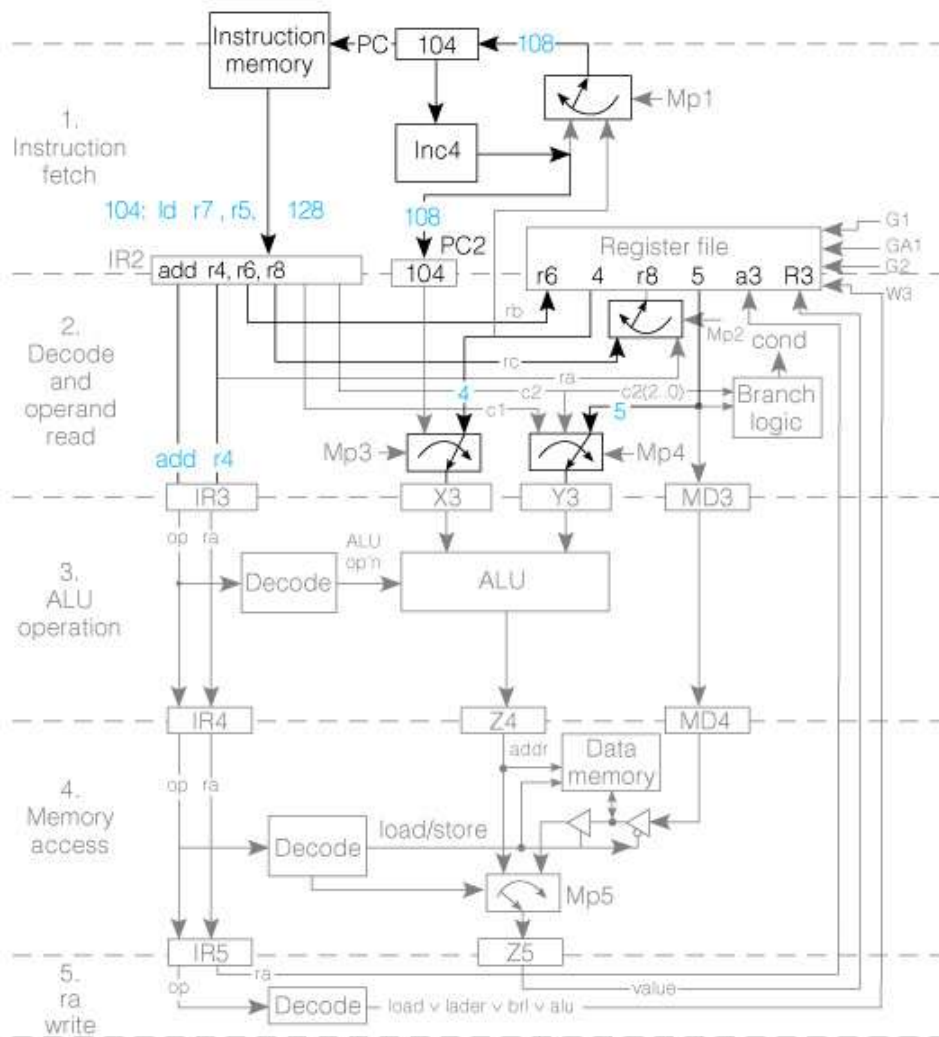 Instruction
memory
PC
104
108
Mp1
1.
Instruction
fetch
Inc4
104: ld r7, r5, 128
108
PC2
IR2
add r4, r6, r8
104
Register file
r6 4 r8 5 a3 R3
G1
GA1
G2
W3
2.
Decode
and
operand
read
rb
Mp2
cond
rc
ra
4
c2
c2(2..0)
Branch
logic
c1
5
Mp3
Mp4
add r4
IR3
X3
Y3
MD3
op ra
3.
ALU
operation
Decode
ALU
op'n
ALU
IR4
Z4
MD4
addr
Data
memory
4.
Memory
access
op ra
load/store
Decode
Mp5
IR5
Z5
5.
ra
write
ra
op
value
Decode
load v lader v brl v alu